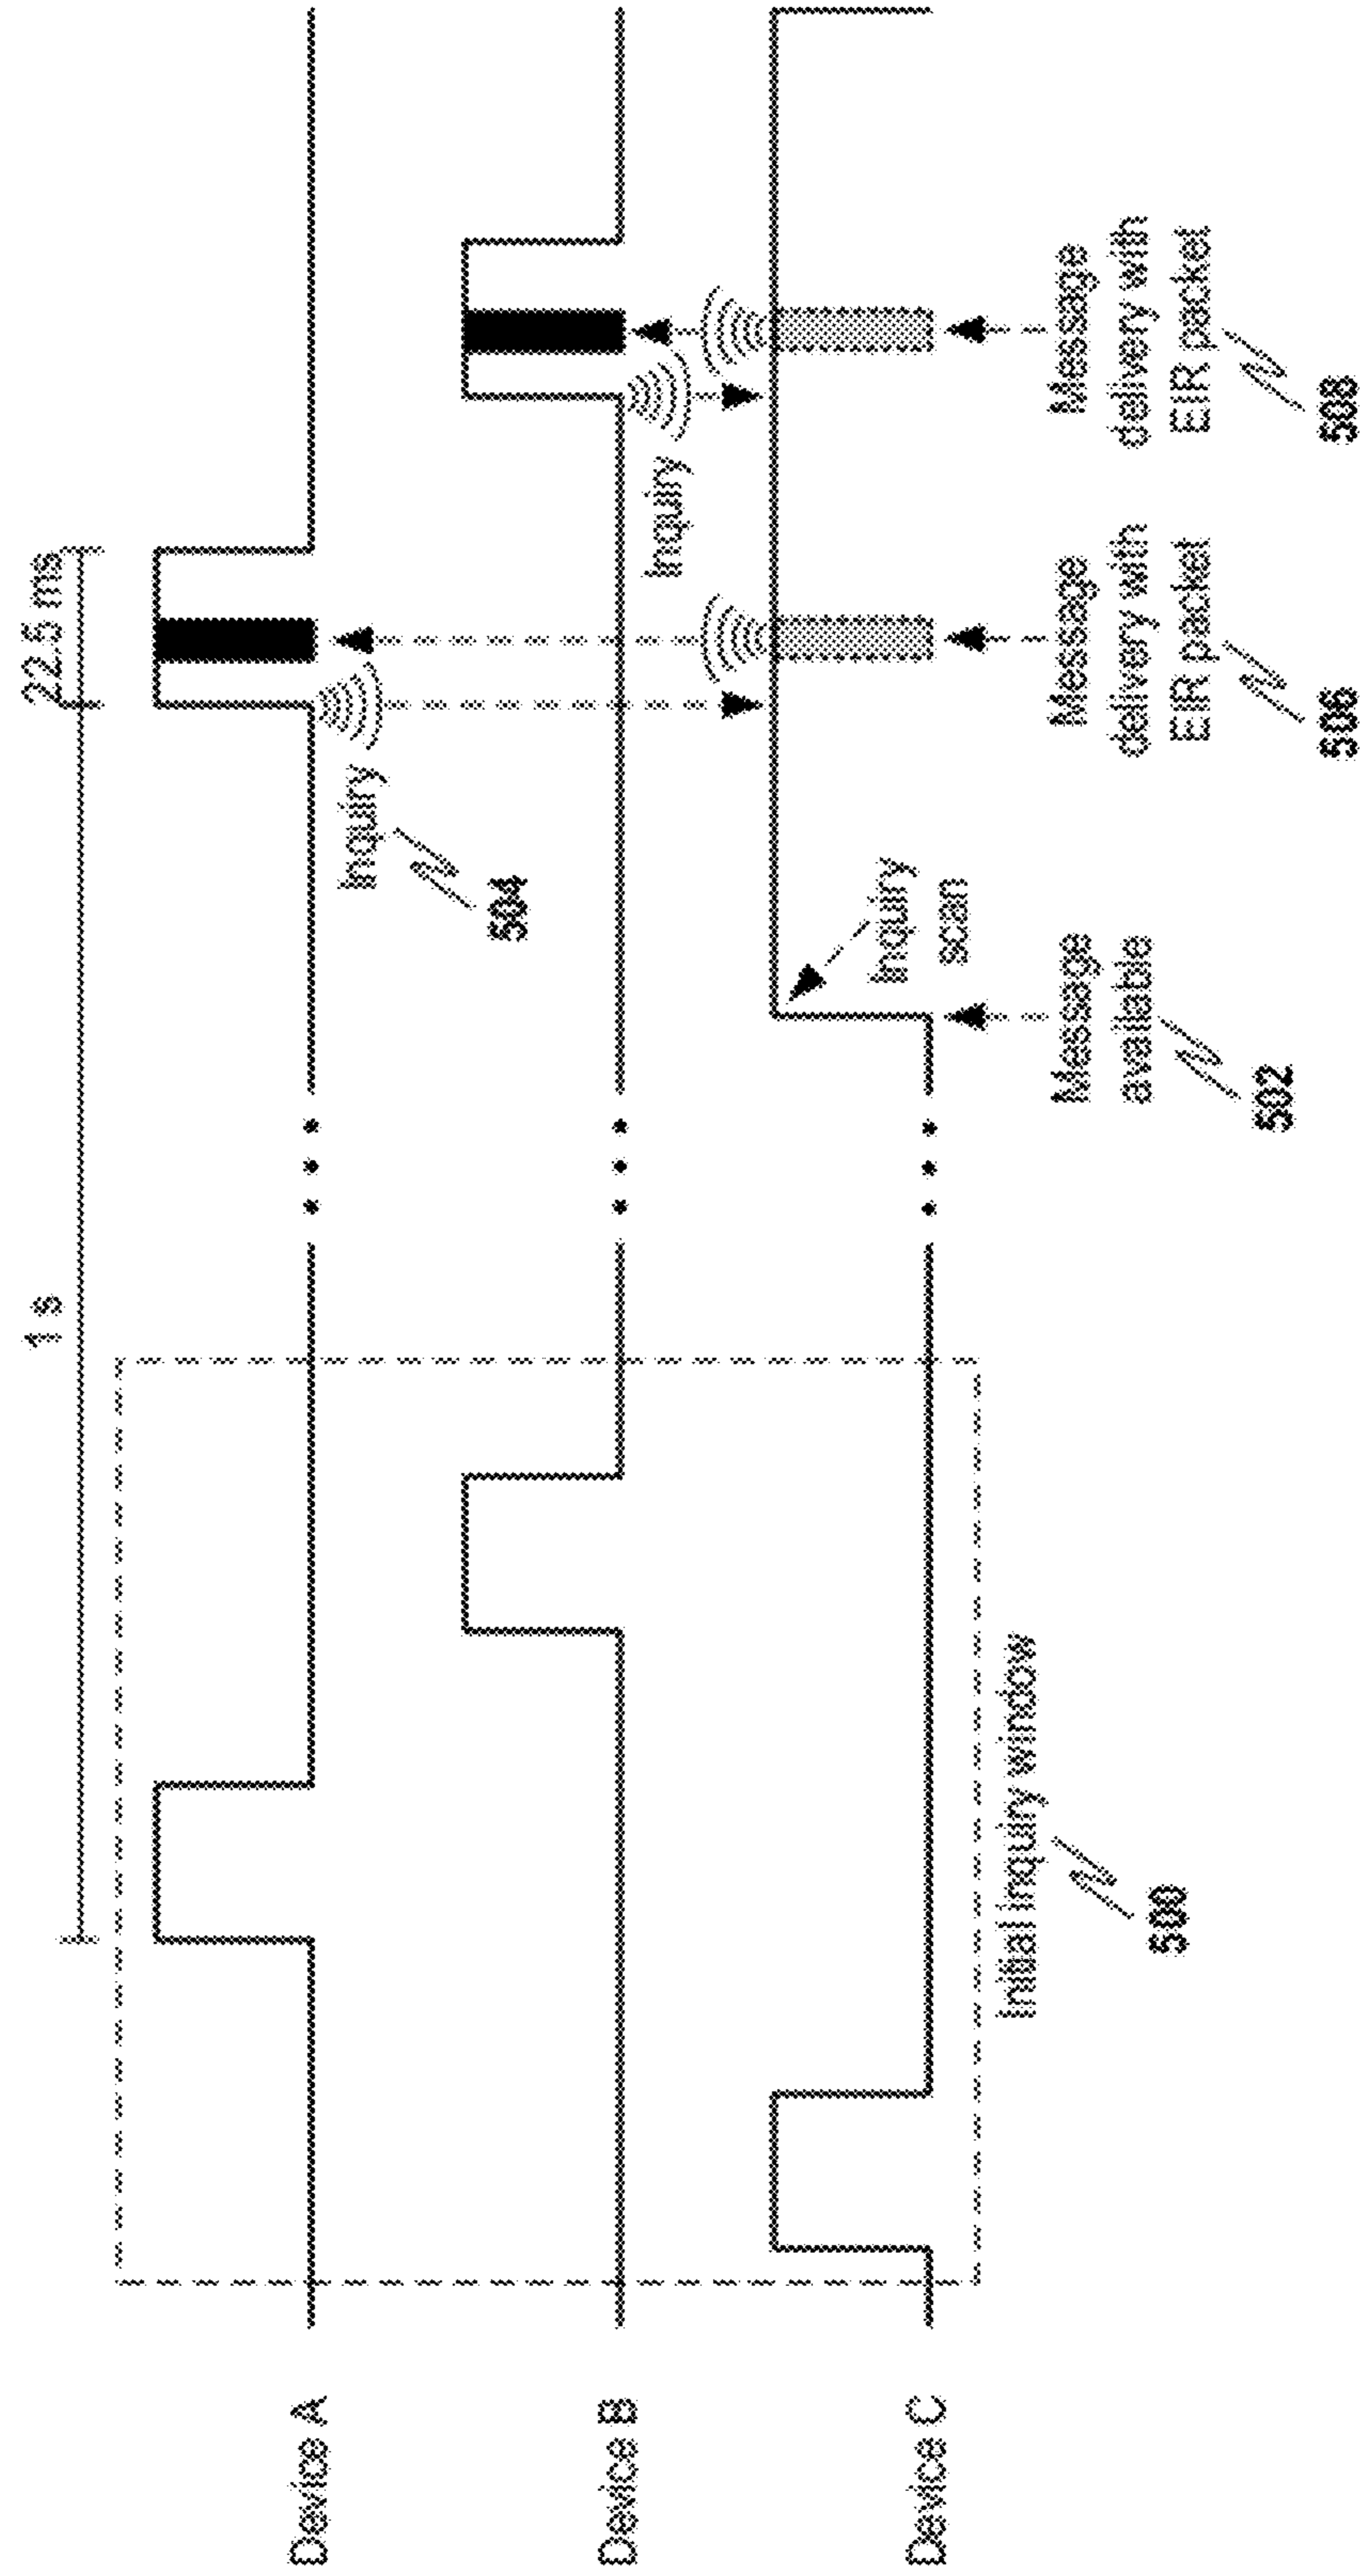 1 s
22.5 ms
Device A
Inquiry
504
Device B
Inquiry
Device C
Inquiry
scan
Initial inquiry window
500
Message
available
502
Message
delivery with
EIR packet
506
Message
delivery with
EIR packet
508